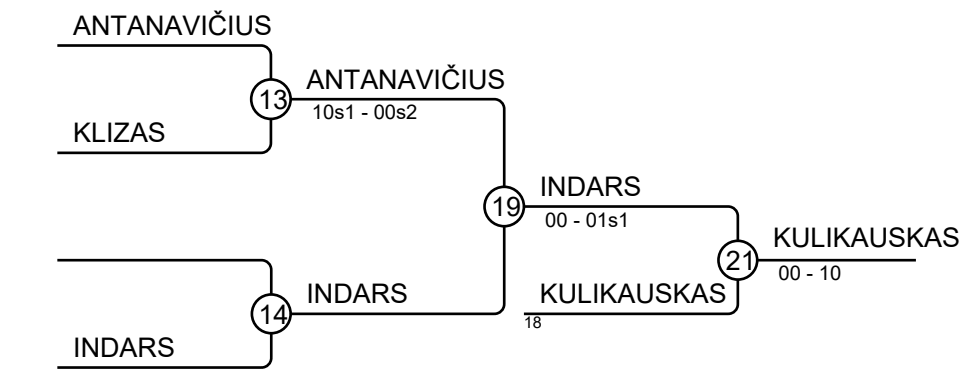 ANTANAVIČIUS
13
ANTANAVIČIUS
10s1 - 00s2
KLIZAS
19
INDARS
00 - 01s1
21
KULIKAUSKAS
00 - 10
14
INDARS
KULIKAUSKAS
18
INDARS